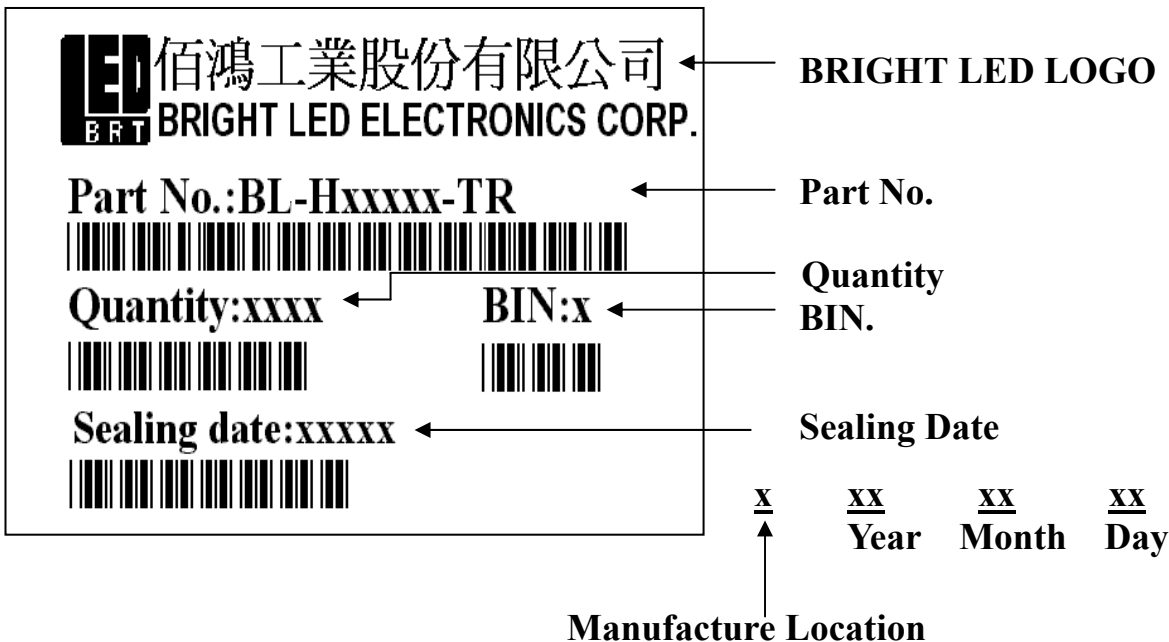 LED 佰鴻工業股份有限公司
BRT BRIGHT LED ELECTRONICS CORP.
BRIGHT LED LOGO
Part No.:BL-Hxxxxx-TR
Part No.
Quantity:xxxx
BIN:x
Quantity
BIN.
Sealing date:xxxxx
Sealing Date
x xx xx xx
Year Month Day
Manufacture Location